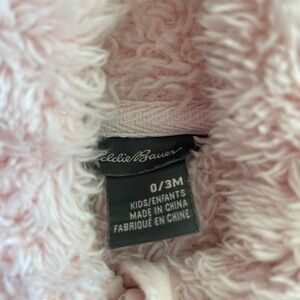 Eddie Bauer
0/3M
KIDS/ENFANTS
MADE IN CHINA
FABRIQUÉ EN CHINE